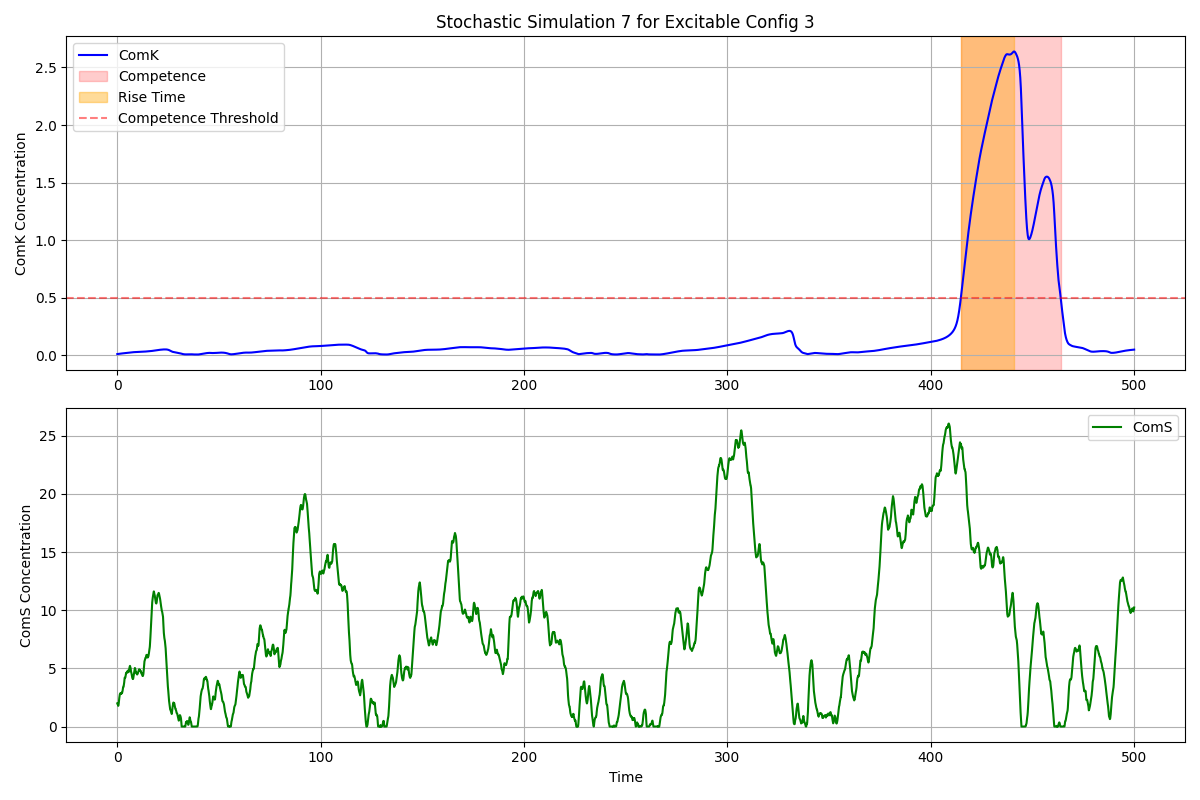 Stochastic Simulation 7 for Excitable Config 3
ComK
Competence
Rise Time
Competence Threshold
ComK Concentration
2.5
2.0
1.5
1.0
0.5
0.0
0 100 200 300 400 500
ComS
ComS Concentration
25
20
15
10
5
0
0 100 200 300 400 500
Time